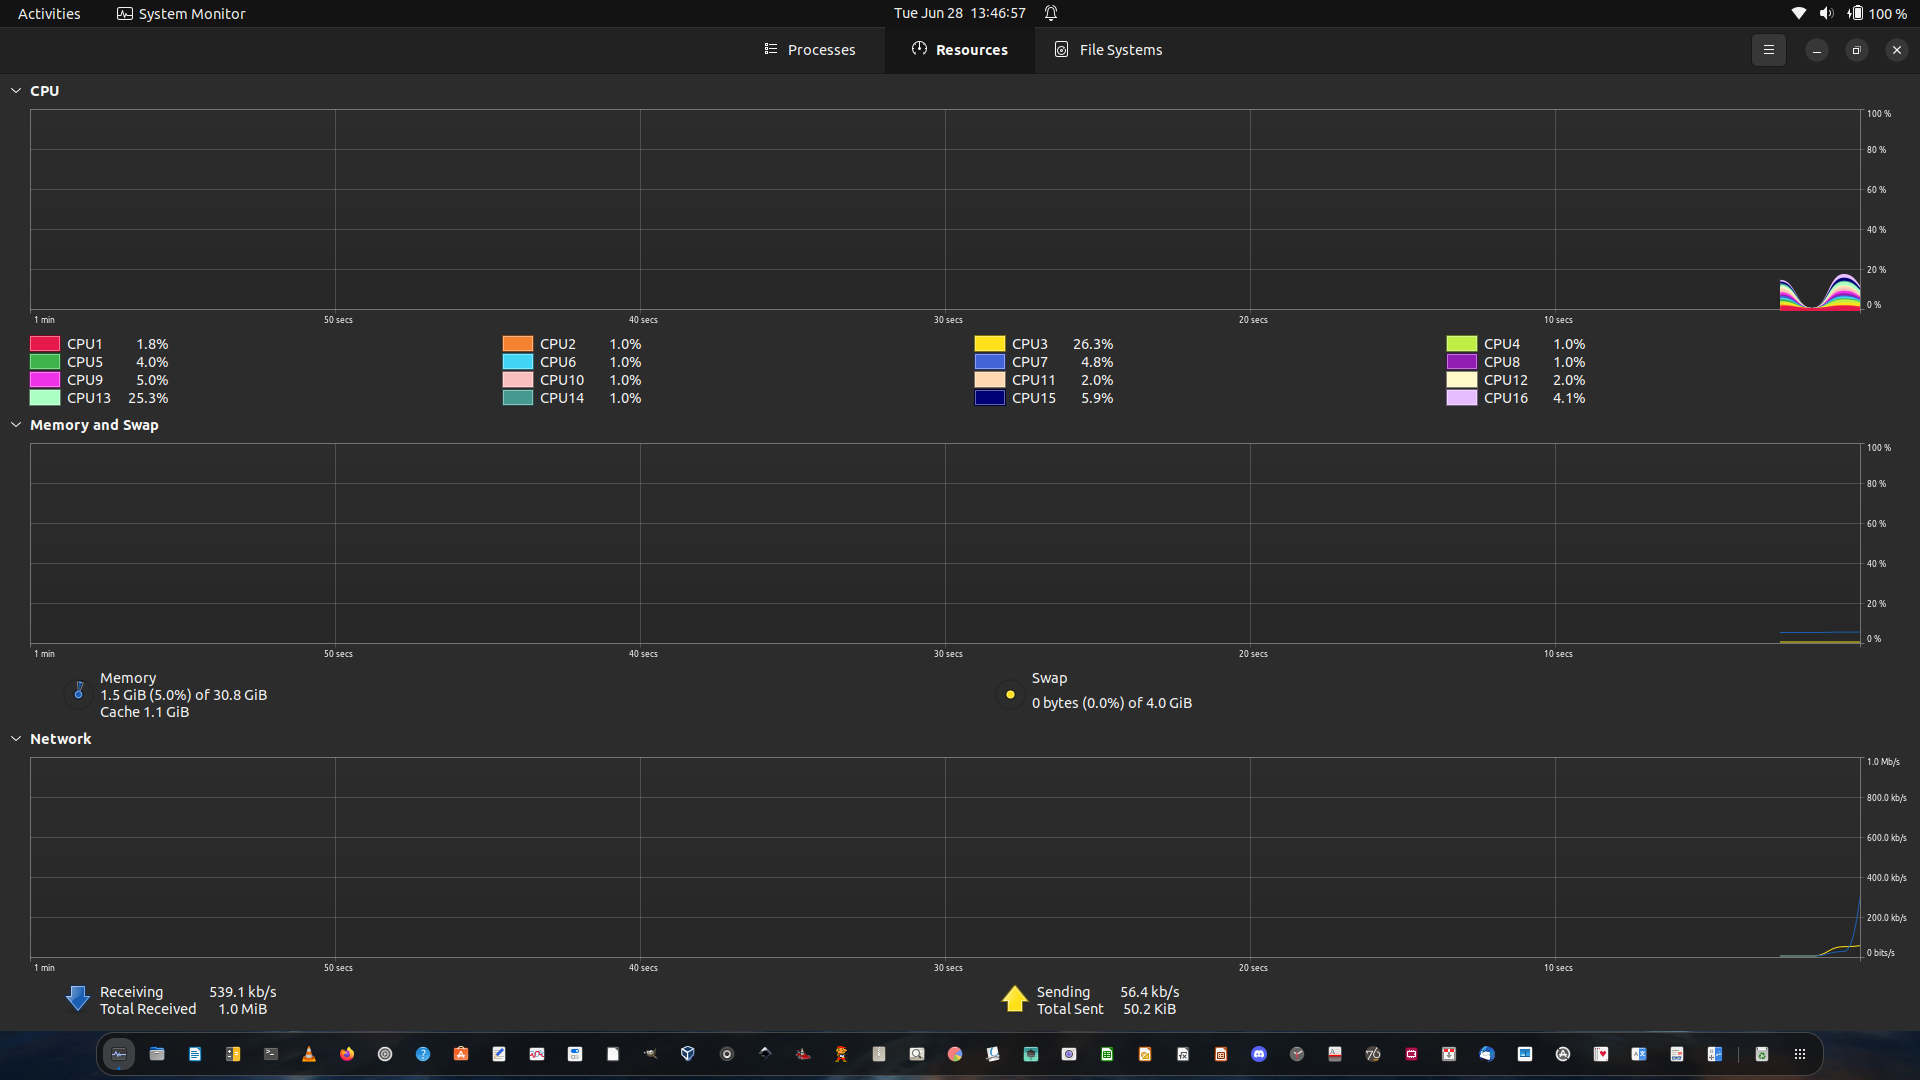 Activities System Monitor Tue Jun 28 13:46:57 100 %
Processes Resources File Systems
CPU
100 %
80 %
60 %
40 %
20 %
0 %
1 min 50 secs 40 secs 30 secs 20 secs 10 secs
CPU1 1.8% CPU2 1.0% CPU3 26.3% CPU4 1.0%
CPU5 4.0% CPU6 1.0% CPU7 4.8% CPU8 1.0%
CPU9 5.0% CPU10 1.0% CPU11 2.0% CPU12 2.0%
CPU13 25.3% CPU14 1.0% CPU15 5.9% CPU16 4.1%
Memory and Swap
100 %
80 %
60 %
40 %
20 %
0 %
1 min 50 secs 40 secs 30 secs 20 secs 10 secs
Memory
1.5 GiB (5.0%) of 30.8 GiB
Cache 1.1 GiB
Swap
0 bytes (0.0%) of 4.0 GiB
Network
1.0 Mb/s
800.0 kb/s
600.0 kb/s
400.0 kb/s
200.0 kb/s
0 bits/s
1 min 50 secs 40 secs 30 secs 20 secs 10 secs
Receiving 539.1 kb/s
Total Received 1.0 MiB
Sending 56.4 kb/s
Total Sent 50.2 KiB